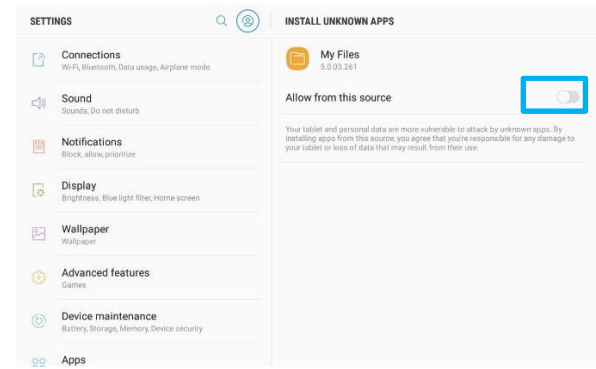 SETTINGS
Connections
Wi-Fi, Bluetooth, Data usage, Airplane mode
Sound
Sounds, Do not disturb
Notifications
Block, allow, prioritize
Display
Brightness, Blue light filter, Home screen
Wallpaper
Wallpaper
Advanced features
Games
Device maintenance
Battery, Storage, Memory, Device security
Apps
INSTALL UNKNOWN APPS
My Files
5.0.03.261
Allow from this source
Your tablet and personal data are more vulnerable to attack by unknown apps. By
installing apps from this source, you agree that you're responsible for any damage to
your tablet or loss of data that may result from their use.